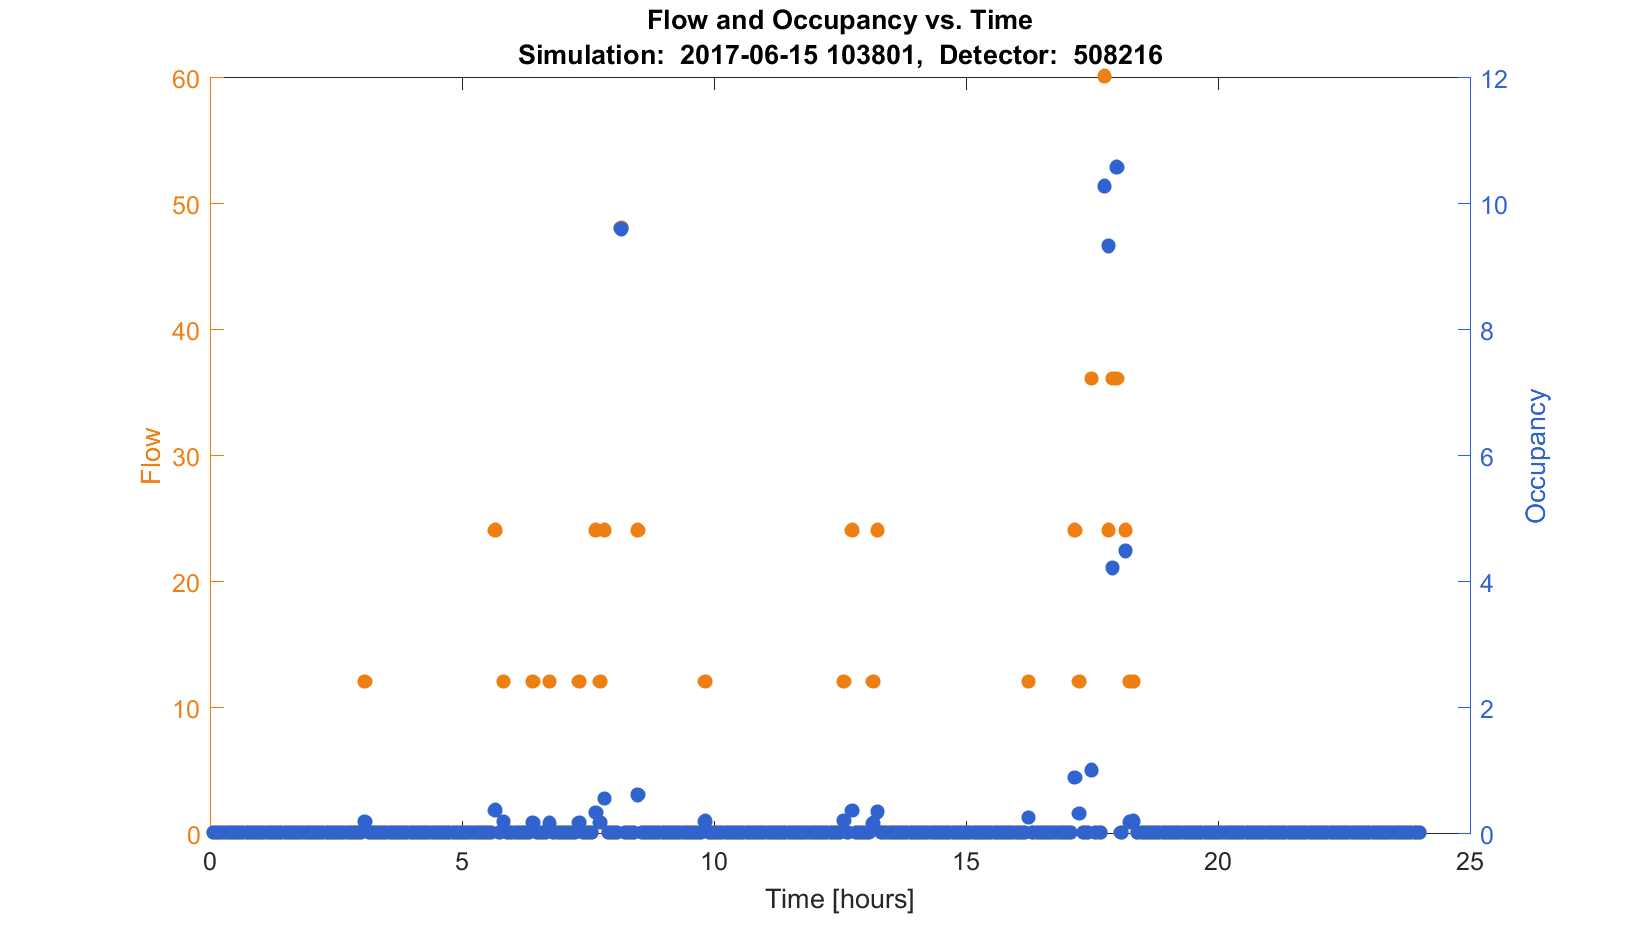 Flow and Occupancy vs. Time
Simulation:  2017-06-15 103801,  Detector:  508216
60
50
40
30
20
10
0
Flow
12
10
8
6
4
2
0
Occupancy
0 5 10 15 20 25
Time [hours]